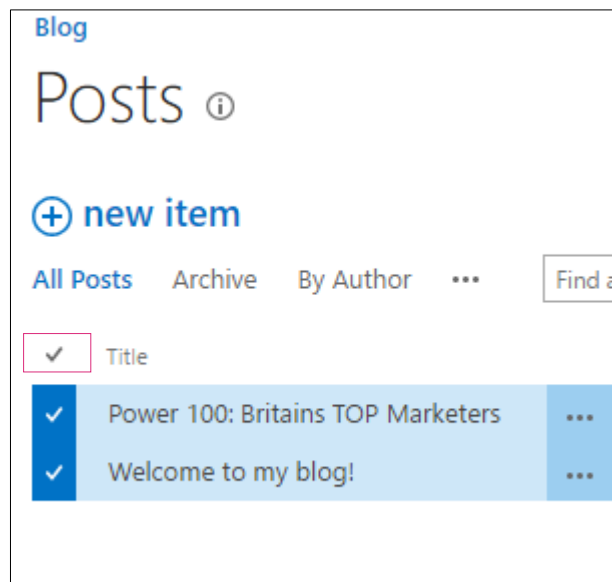 Blog
Posts
new item
All Posts Archive By Author ••• Find a
Title
Power 100: Britains TOP Marketers •••
Welcome to my blog! •••